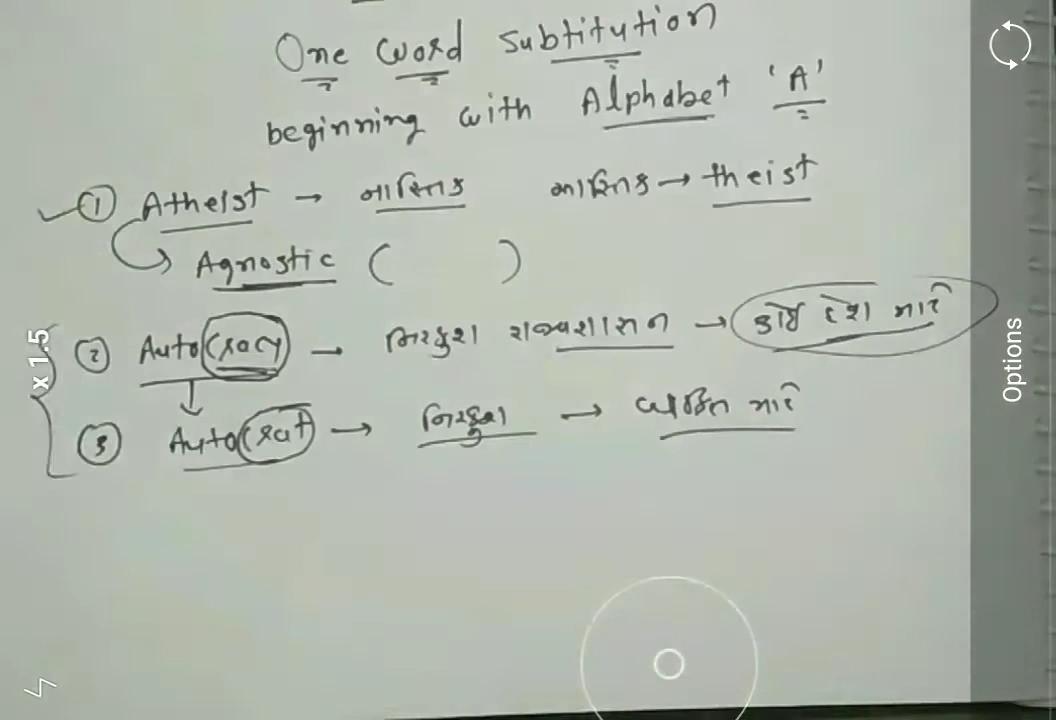 One word subtitution
beginning with Alphabet 'A'
① Atheist → નાસ્તિક આસ્તિક → theist
Agnostic ( )
② Autocracy → નિરંકુશ રાજ્યશાસન → કોઈ દેશ માટે
③ Autocrat → નિરંકુશ → વ્યક્તિ માટે
x 1.5
Options